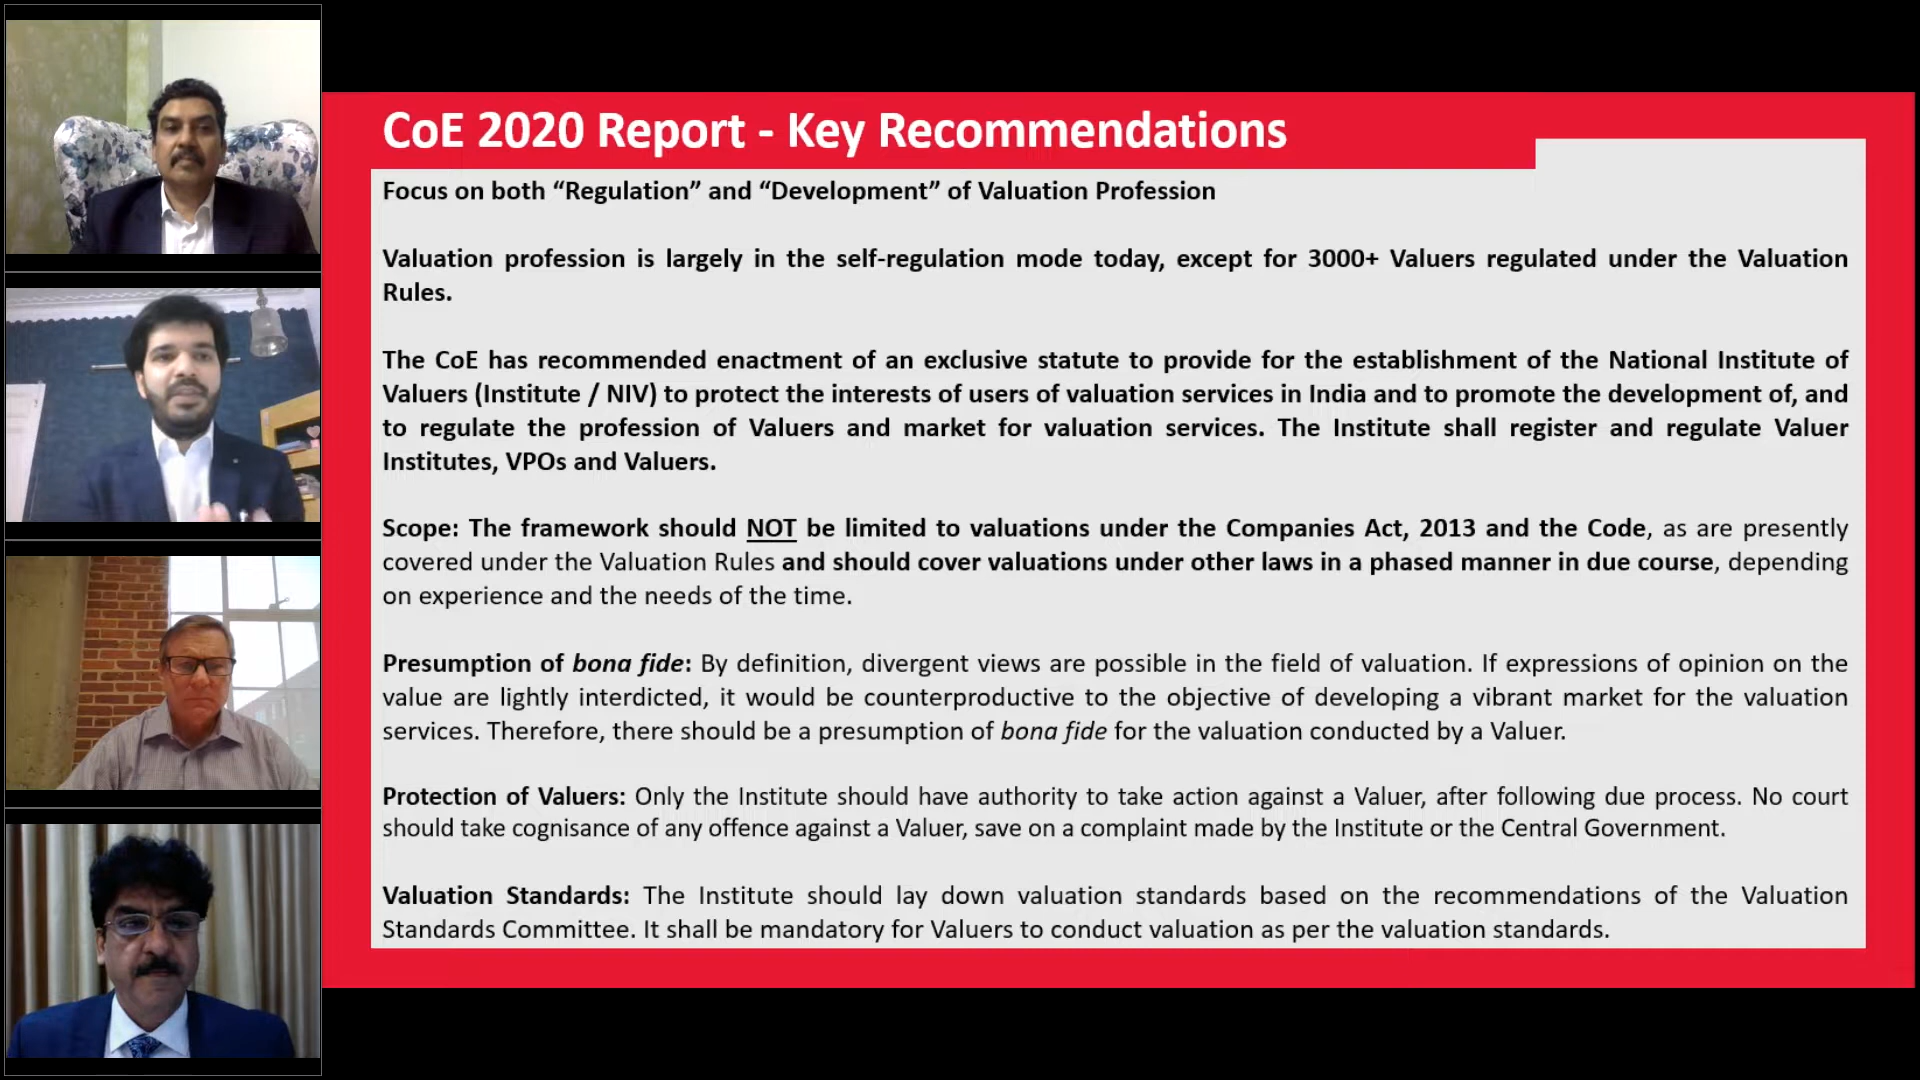 CoE 2020 Report - Key Recommendations
Focus on both “Regulation” and “Development” of Valuation Profession
Valuation profession is largely in the self-regulation mode today, except for 3000+ Valuers regulated under the Valuation
Rules.
The CoE has recommended enactment of an exclusive statute to provide for the establishment of the National Institute of
Valuers (Institute / NIV) to protect the interests of users of valuation services in India and to promote the development of, and
to regulate the profession of Valuers and market for valuation services. The Institute shall register and regulate Valuer
Institutes, VPOs and Valuers.
Scope: The framework should NOT be limited to valuations under the Companies Act, 2013 and the Code, as are presently
covered under the Valuation Rules and should cover valuations under other laws in a phased manner in due course, depending
on experience and the needs of the time.
Presumption of bona fide: By definition, divergent views are possible in the field of valuation. If expressions of opinion on the
value are lightly interdicted, it would be counterproductive to the objective of developing a vibrant market for the valuation
services. Therefore, there should be a presumption of bona fide for the valuation conducted by a Valuer.
Protection of Valuers: Only the Institute should have authority to take action against a Valuer, after following due process. No court
should take cognisance of any offence against a Valuer, save on a complaint made by the Institute or the Central Government.
Valuation Standards: The Institute should lay down valuation standards based on the recommendations of the Valuation
Standards Committee. It shall be mandatory for Valuers to conduct valuation as per the valuation standards.